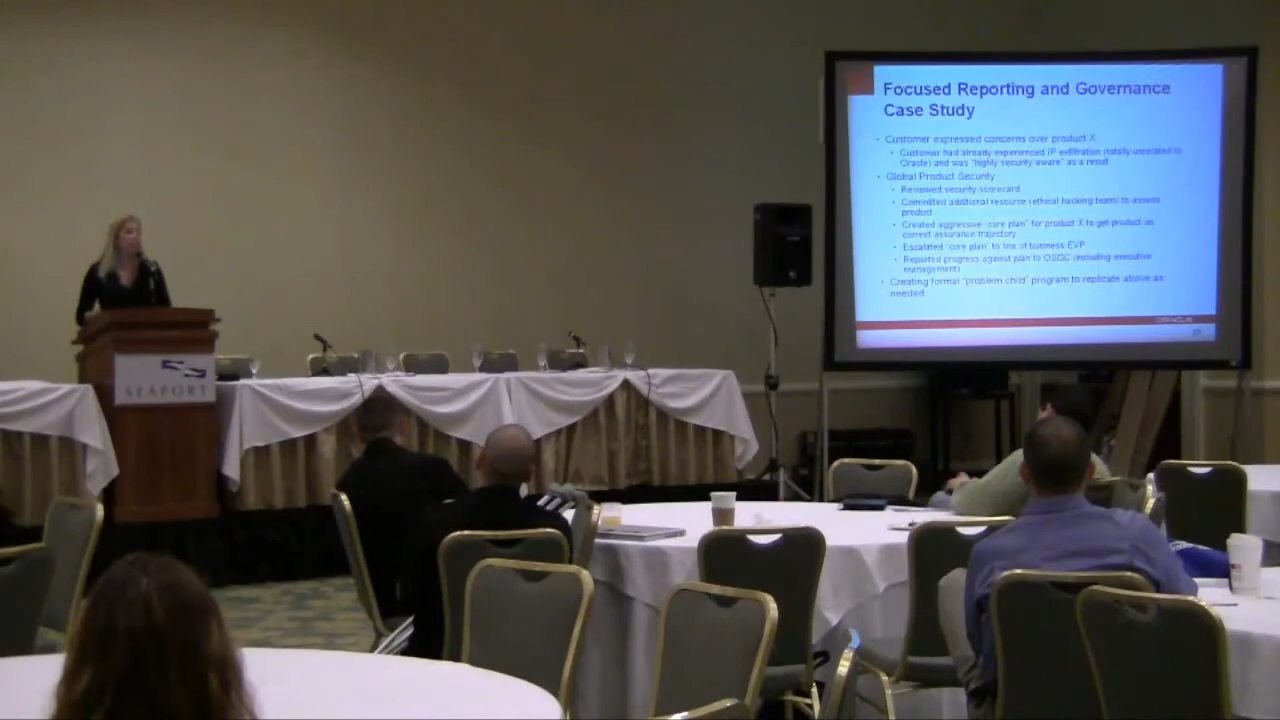 Focused Reporting and Governance
Case Study
• Customer expressed concerns over product X
• Customer had already experienced IP exfiltration (totally unrelated to
Oracle) and was "highly security aware" as a result
• Global Product Security
• Reviewed security scorecard
• Committed additional resource (ethical hacking team) to assess
product
• Created aggressive "care plan" for product X to get product on
correct assurance trajectory
• Escalated "care plan" to line of business EVP
• Reported progress against plan to OSOC (including executive
management)
• Creating formal "problem child" program to replicate above as
needed
ORACLE
SEAPORT